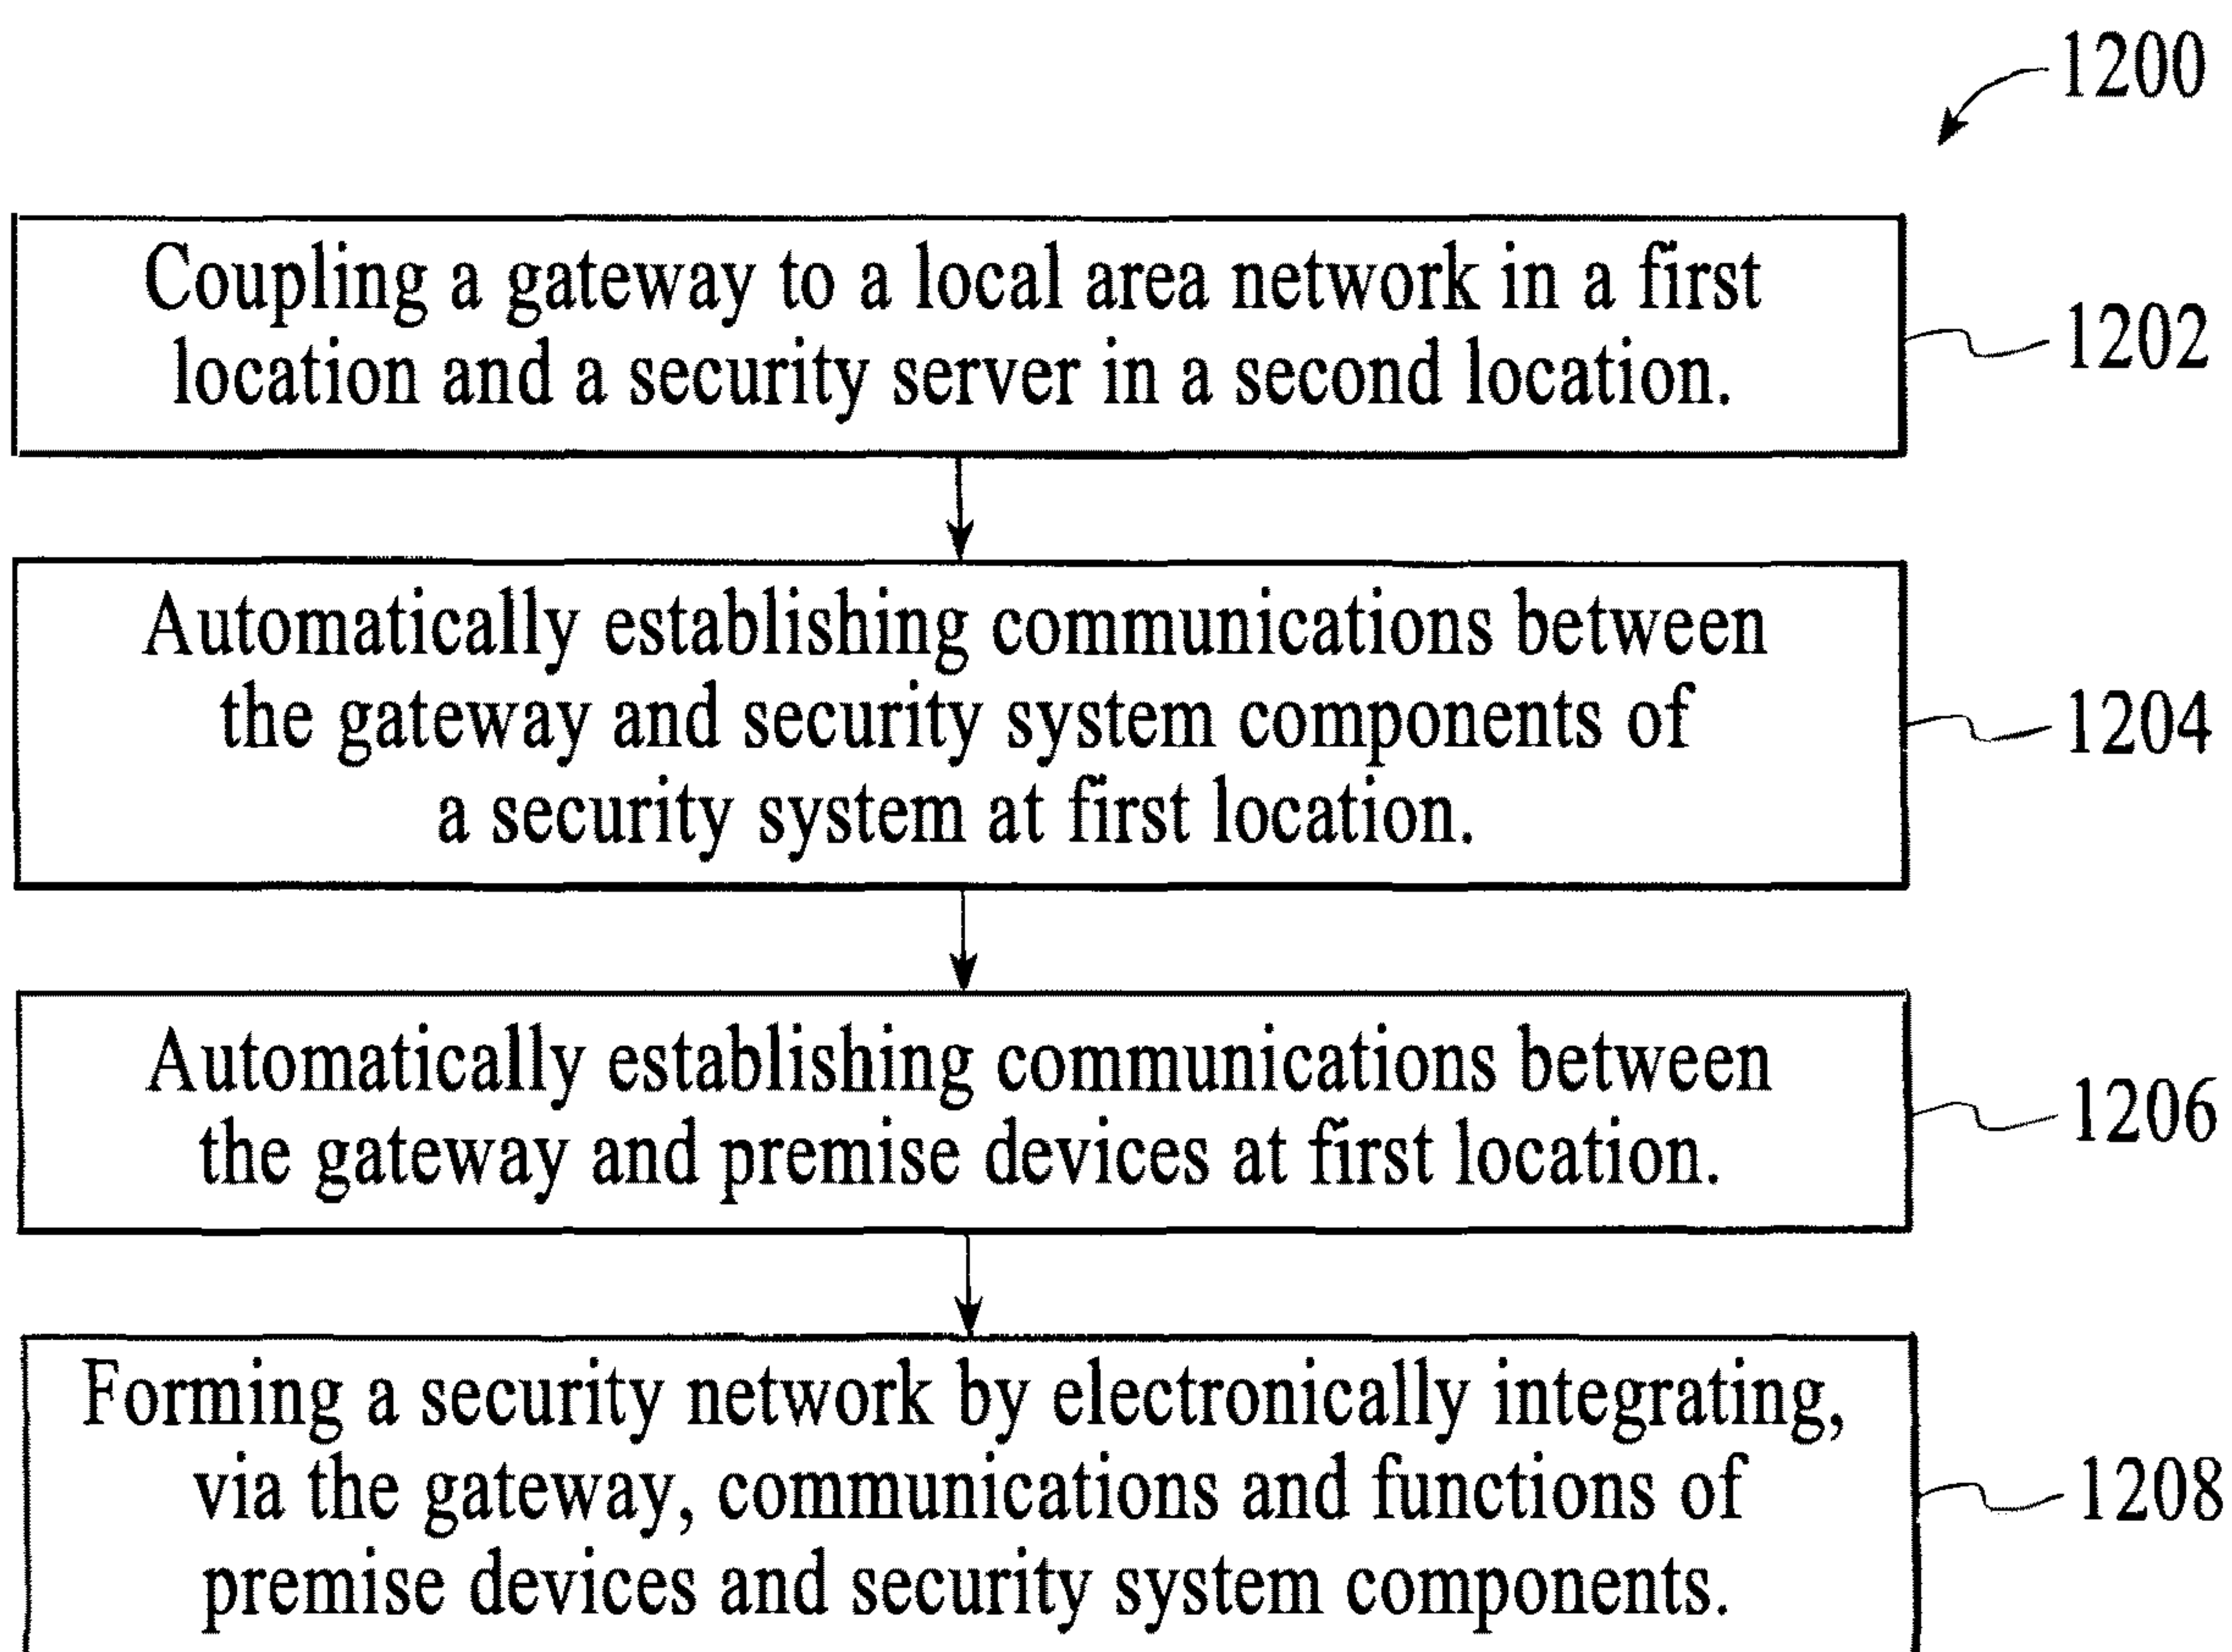 1200
Coupling a gateway to a local area network in a first
location and a security server in a second location.
1202
Automatically establishing communications between
the gateway and security system components of
a security system at first location.
1204
Automatically establishing communications between
the gateway and premise devices at first location.
1206
Forming a security network by electronically integrating,
via the gateway, communications and functions of
premise devices and security system components.
1208